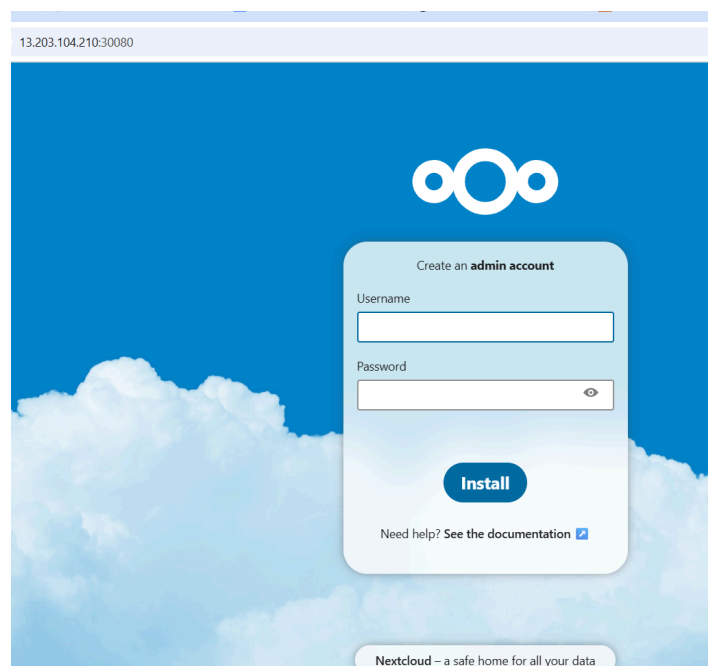 13.203.104.210:30080
Create an admin account
Username
Password
Install
Need help? See the documentation
Nextcloud – a safe home for all your data